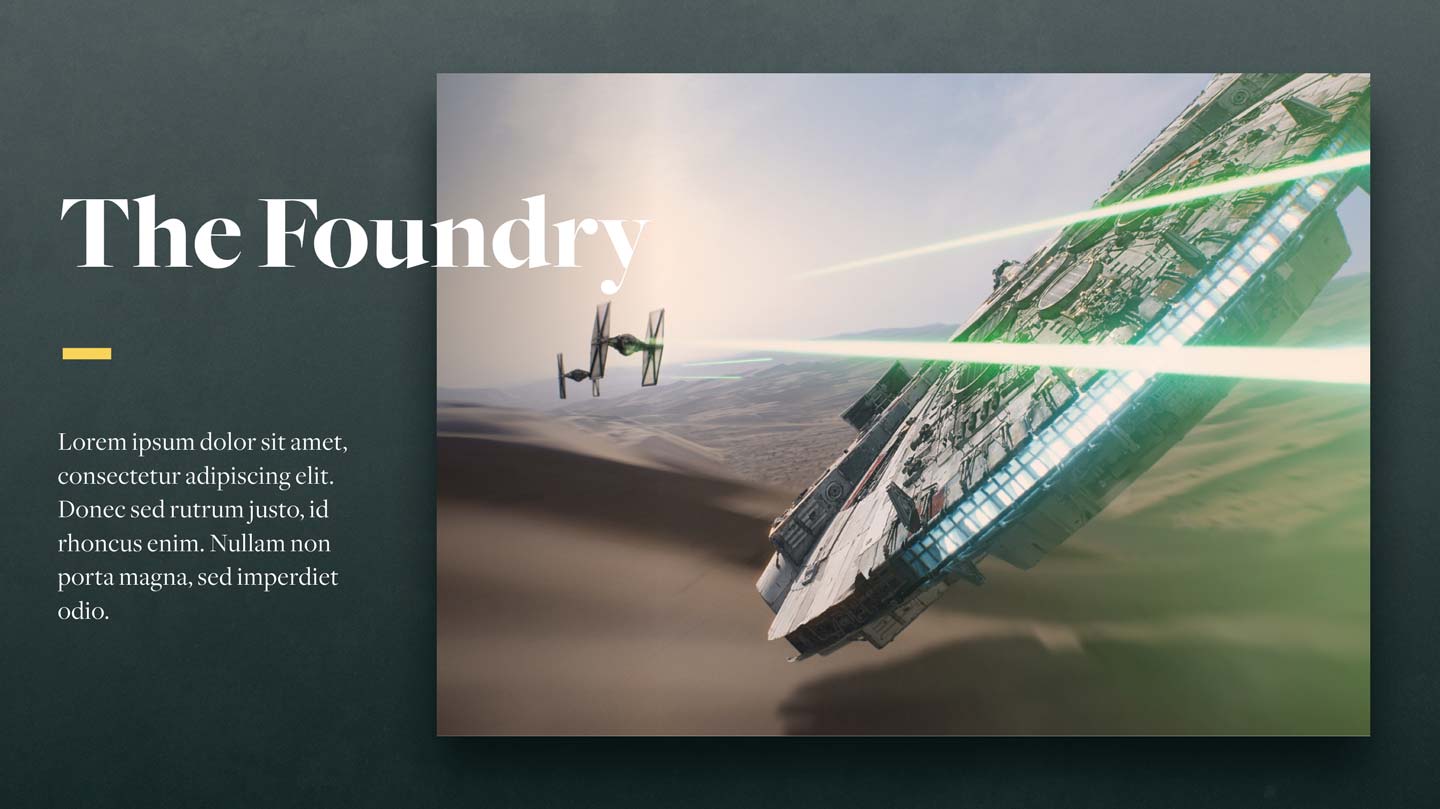 The Foundry
Lorem ipsum dolor sit amet,
consectetur adipiscing elit.
Donec sed rutrum justo, id
rhoncus enim. Nullam non
porta magna, sed imperdiet
odio.